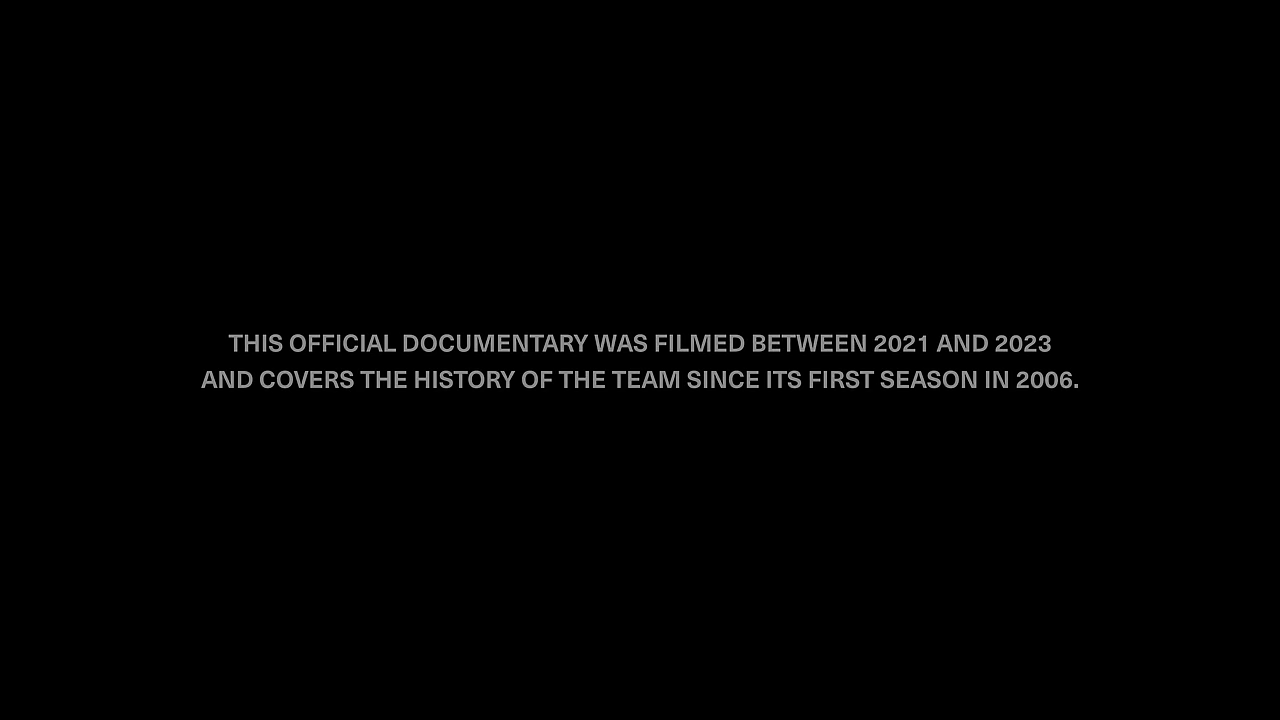 THIS OFFICIAL DOCUMENTARY WAS FILMED BETWEEN 2021 AND 2023
AND COVERS THE HISTORY OF THE TEAM SINCE ITS FIRST SEASON IN 2006.